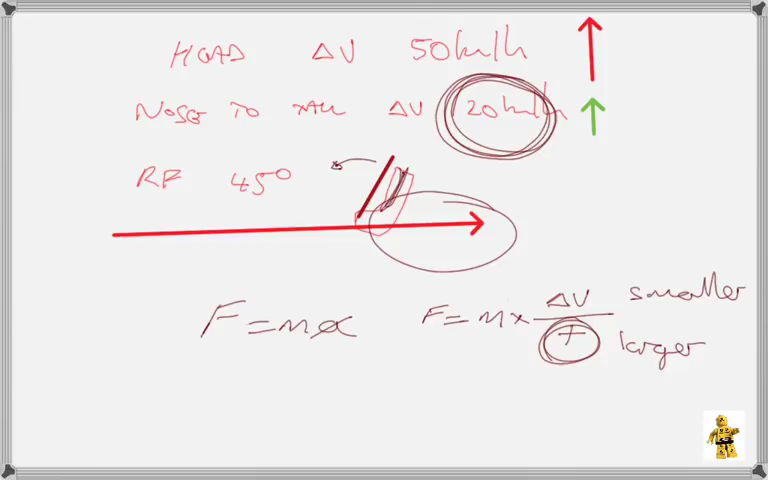 HEAD ΔV 50km/h
NOSE TO TAIL ΔV 20km/h
RF 45°
F = ma F = m x ΔV smaller
T larger